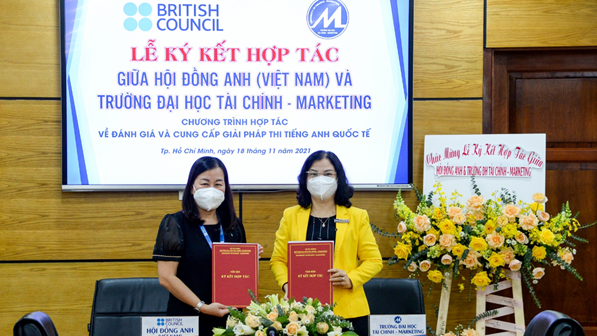 BRITISH
COUNCIL
LỄ KÝ KẾT HỢP TÁC
GIỮA HỘI ĐỒNG ANH (VIỆT NAM) VÀ
TRƯỜNG ĐẠI HỌC TÀI CHÍNH - MARKETING
CHƯƠNG TRÌNH HỢP TÁC
VỀ ĐÁNH GIÁ VÀ CUNG CẤP GIẢI PHÁP THI TIẾNG ANH QUỐC TẾ
Tp. Hồ Chí Minh, ngày 18 tháng 11 năm 2021
Chúc Mừng Lễ Ký Kết Hợp Tác Giữa
HỘI ĐỒNG ANH & TRƯỜNG ĐH TÀI CHÍNH - MARKETING
KÝ KẾT HỢP TÁC
KÝ KẾT HỢP TÁC
BRITISH COUNCIL
HỘI ĐỒNG ANH
TRƯỜNG ĐẠI HỌC
TÀI CHÍNH - MARKETING